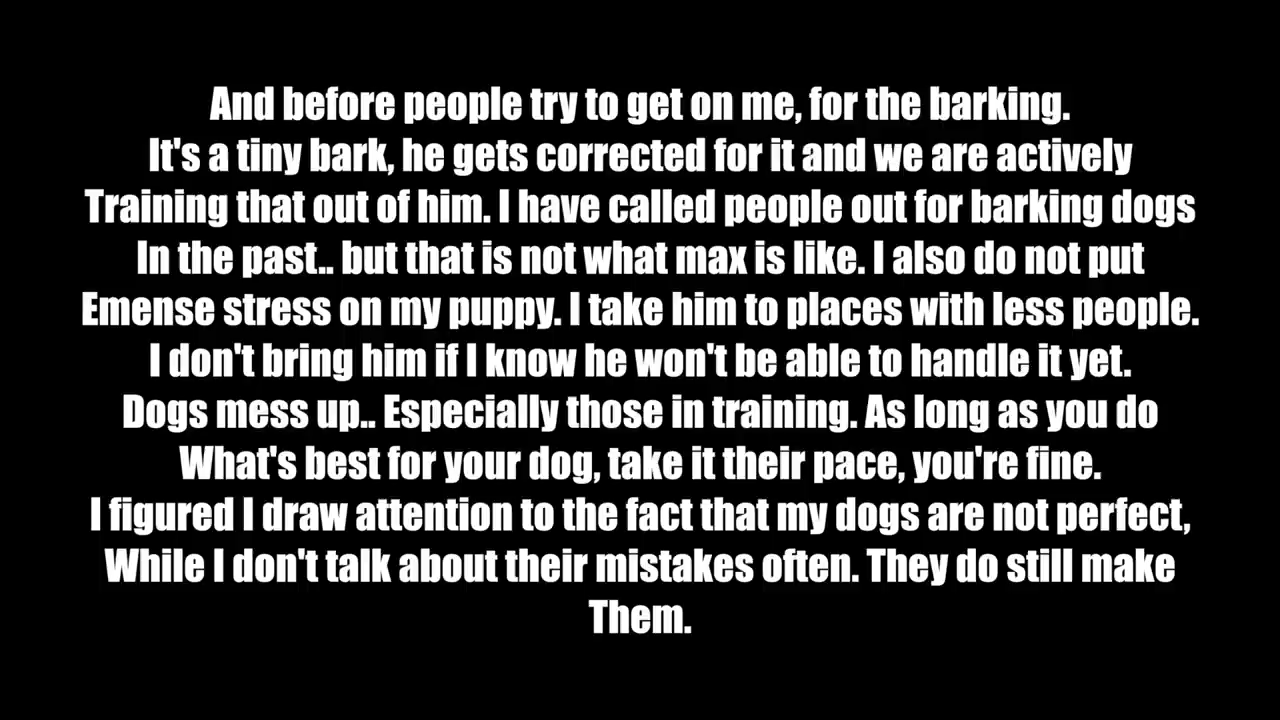 And before people try to get on me, for the barking.
It's a tiny bark, he gets corrected for it and we are actively
Training that out of him. I have called people out for barking dogs
In the past.. but that is not what max is like. I also do not put
Emense stress on my puppy. I take him to places with less people.
I don't bring him if I know he won't be able to handle it yet.
Dogs mess up.. Especially those in training. As long as you do
What's best for your dog, take it their pace, you're fine.
I figured I draw attention to the fact that my dogs are not perfect,
While I don't talk about their mistakes often. They do still make
Them.